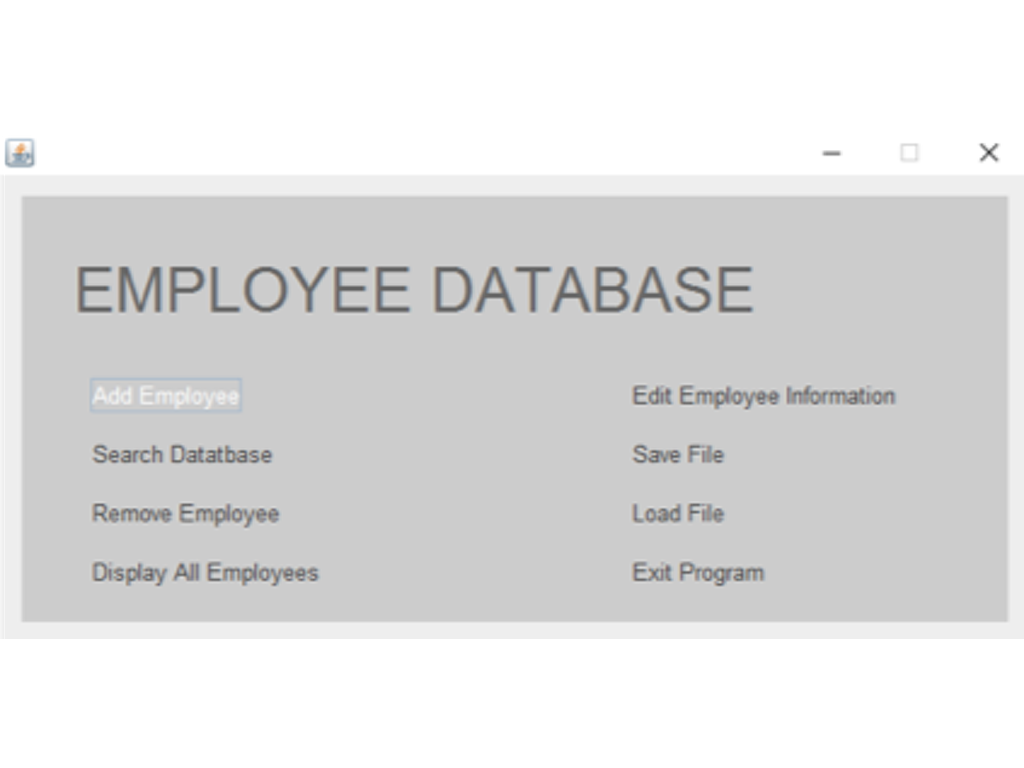 EMPLOYEE DATABASE
Add Employee
Edit Employee Information
Search Datatbase
Save File
Remove Employee
Load File
Display All Employees
Exit Program